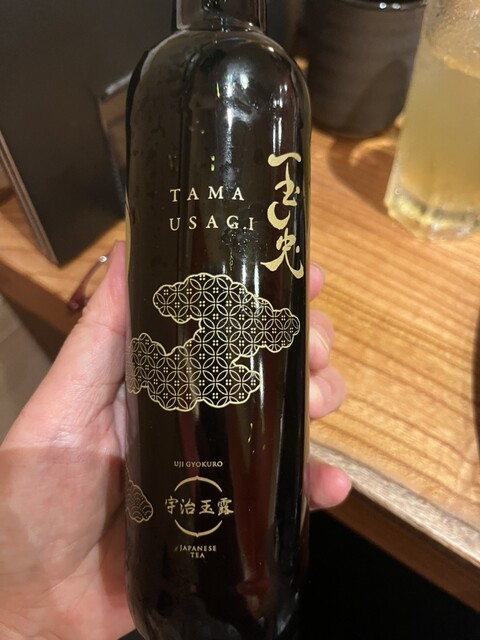 TAMA
USAGI
玉兎
UJI GYOKURO
宇治玉露
JAPANESE
TEA